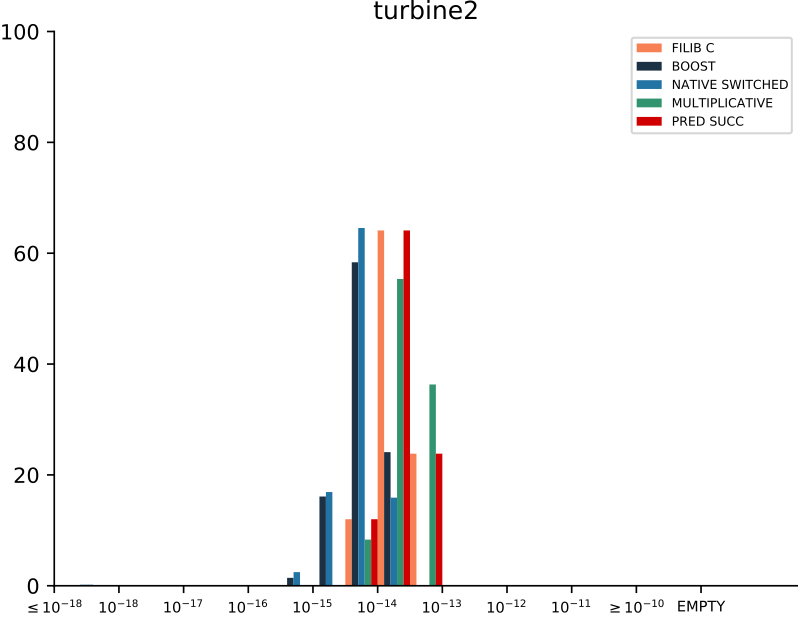 turbine2
100
80
60
40
20
0
FILIB C
BOOST
NATIVE SWITCHED
MULTIPLICATIVE
PRED SUCC
≤ 10⁻¹⁸ 10⁻¹⁸ 10⁻¹⁷ 10⁻¹⁶ 10⁻¹⁵ 10⁻¹⁴ 10⁻¹³ 10⁻¹² 10⁻¹¹ ≥ 10⁻¹⁰ EMPTY